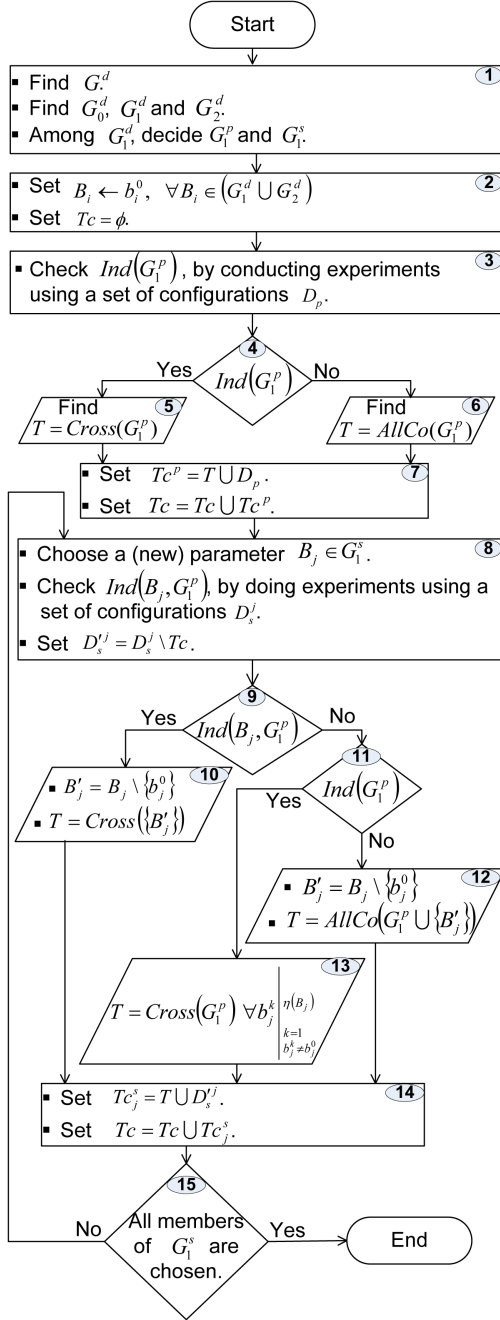 Start
1
▪ Find G^d.
▪ Find G_0^d, G_1^d and G_2^d.
▪ Among G_1^d, decide G_1^p and G_1^s.
2
▪ Set B_i ← b_i^0, ∀B_i ∈ (G_1^d ∪ G_2^d)
▪ Set Tc = ϕ.
3
▪ Check Ind(G_1^p), by conducting experiments
using a set of configurations D_p.
4
Yes
No
Ind(G_1^p)
5
Find
T = Cross(G_1^p)
6
Find
T = AllCo(G_1^p)
7
▪ Set Tc^p = T ∪ D_p.
▪ Set Tc = Tc ∪ Tc^p.
8
▪ Choose a (new) parameter B_j ∈ G_1^s.
▪ Check Ind(B_j, G_1^p), by doing experiments using a
set of configurations D_s^j.
▪ Set D'_s^j = D_s^j \ Tc.
9
Yes
No
Ind(B_j, G_1^p)
10
▪ B'_j = B_j \ {b_j^0}
▪ T = Cross({B'_j})
11
Ind(G_1^p)
Yes
No
12
▪ B'_j = B_j \ {b_j^0}
▪ T = AllCo(G_1^p ∪ {B'_j})
13
T = Cross(G_1^p) ∀b_j^k |
η(B_j)
k=1
b_j^k ≠ b_j^0
14
▪ Set Tc_j^s = T ∪ D'_s^j.
▪ Set Tc = Tc ∪ Tc_j^s.
15
No
All members
of G_1^s are
chosen.
Yes
End